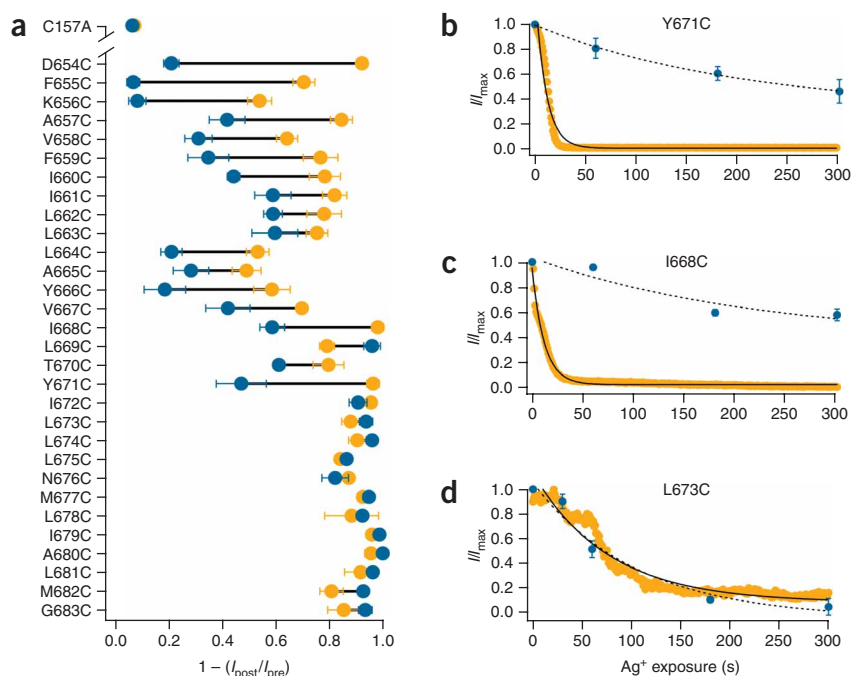 a
C157A
D654C
F655C
K656C
A657C
V658C
F659C
I660C
I661C
L662C
L663C
L664C
A665C
Y666C
V667C
I668C
L669C
T670C
Y671C
I672C
L673C
L674C
L675C
N676C
M677C
L678C
I679C
A680C
L681C
M682C
G683C
0.0 0.2 0.4 0.6 0.8 1.0
1 – (Ipost/Ipre)
b
Y671C
I/Imax
1.0
0.8
0.6
0.4
0.2
0.0
0 50 100 150 200 250 300
c
I668C
I/Imax
1.0
0.8
0.6
0.4
0.2
0.0
0 50 100 150 200 250 300
d
L673C
I/Imax
1.0
0.8
0.6
0.4
0.2
0.0
0 50 100 150 200 250 300
Ag+ exposure (s)